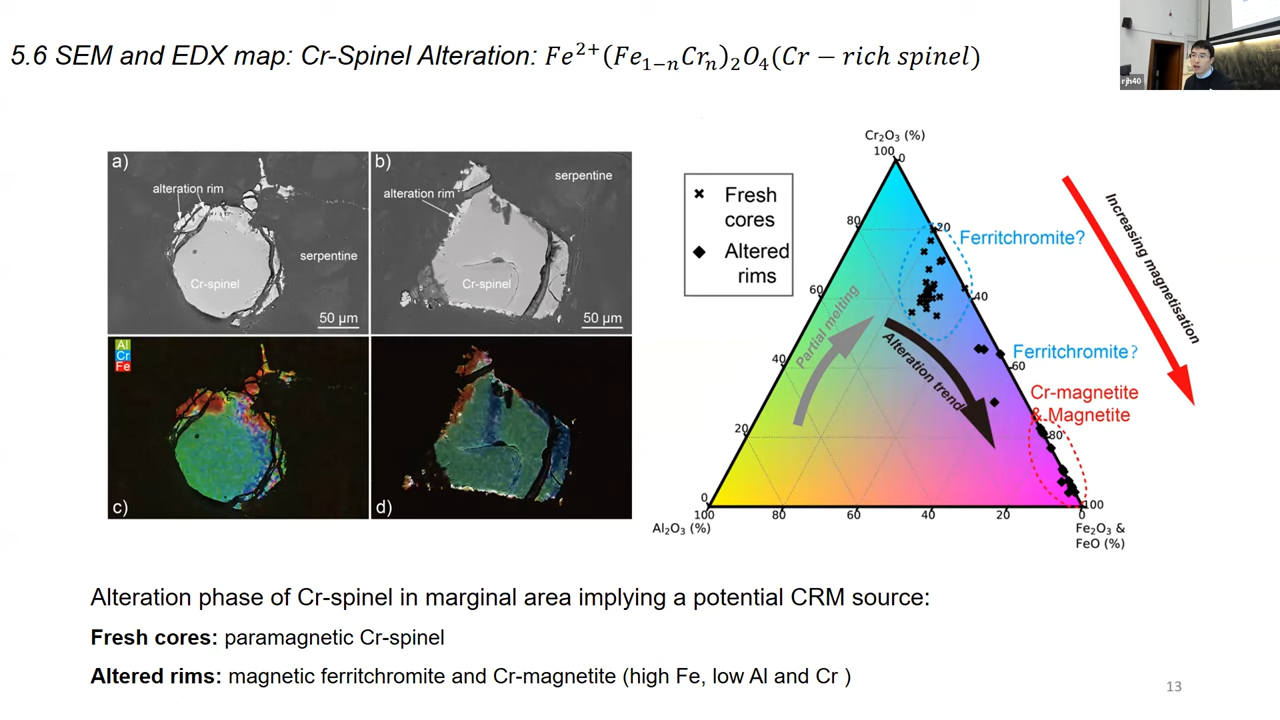 5.6 SEM and EDX map: Cr-Spinel Alteration: Fe²⁺(Fe₁₋ₙCrₙ)₂O₄(Cr − rich spinel)
rjh40
a)
alteration rim
serpentine
Cr-spinel
50 µm
b)
serpentine
alteration rim
Cr-spinel
50 µm
Al
Cr
Fe
c)
d)
Fresh
cores
Altered
rims
Cr₂O₃ (%)
100
0
80
20
60
40
40
60
20
80
0
100
100
80
60
40
20
0
Al₂O₃ (%)
Fe₂O₃ &
FeO (%)
Ferritchromite?
Ferritchromite?
Cr-magnetite
& Magnetite
Partial melting
Alteration trend
Increasing magnetisation
Alteration phase of Cr-spinel in marginal area implying a potential CRM source:
Fresh cores: paramagnetic Cr-spinel
Altered rims: magnetic ferritchromite and Cr-magnetite (high Fe, low Al and Cr )
13